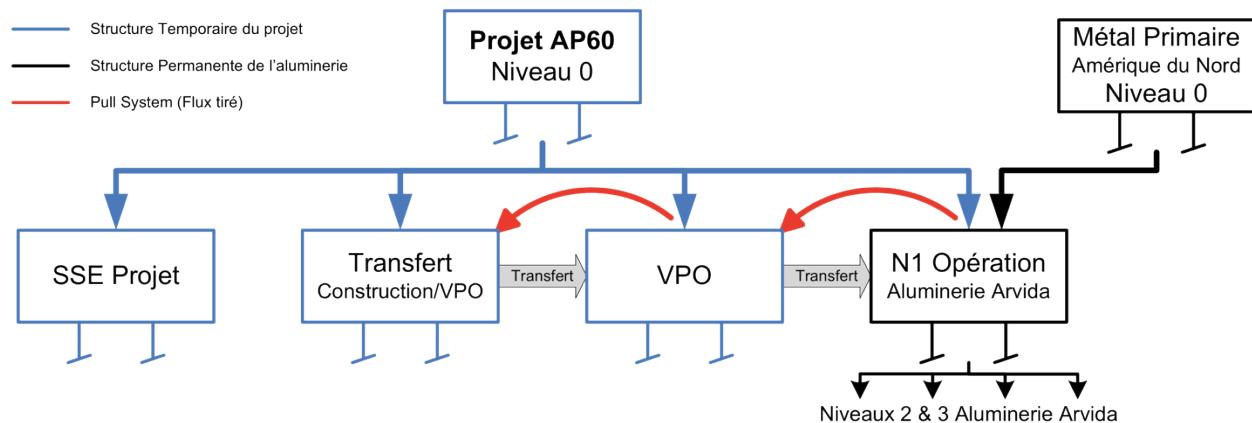 Structure Temporaire du projet
Structure Permanente de l'aluminerie
Pull System (Flux tiré)
Projet AP60
Niveau 0
Métal Primaire
Amérique du Nord
Niveau 0
SSE Projet
Transfert
Construction/VPO
Transfert
VPO
Transfert
N1 Opération
Aluminerie Arvida
Niveaux 2 & 3 Aluminerie Arvida